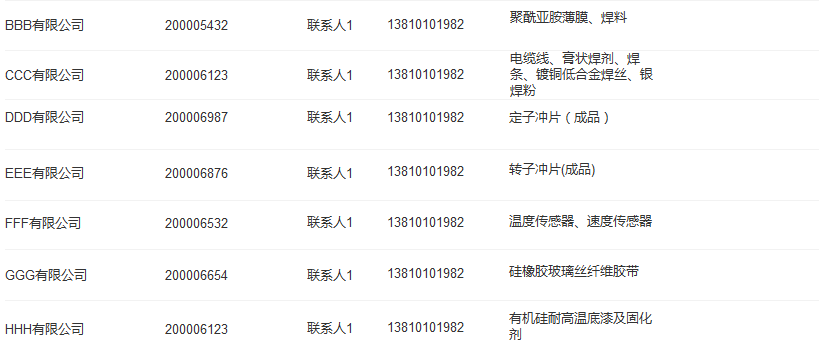 BBB有限公司 200005432 联系人1 13810101982 聚酰亚胺薄膜、焊料
CCC有限公司 200006123 联系人1 13810101982 电缆线、膏状焊剂、焊
条、镀铜低合金焊丝、银
焊粉
DDD有限公司 200006987 联系人1 13810101982 定子冲片（成品）
EEE有限公司 200006876 联系人1 13810101982 转子冲片(成品)
FFF有限公司 200006532 联系人1 13810101982 温度传感器、速度传感器
GGG有限公司 200006654 联系人1 13810101982 硅橡胶玻璃丝纤维胶带
HHH有限公司 200006123 联系人1 13810101982 有机硅耐高温底漆及固化
剂